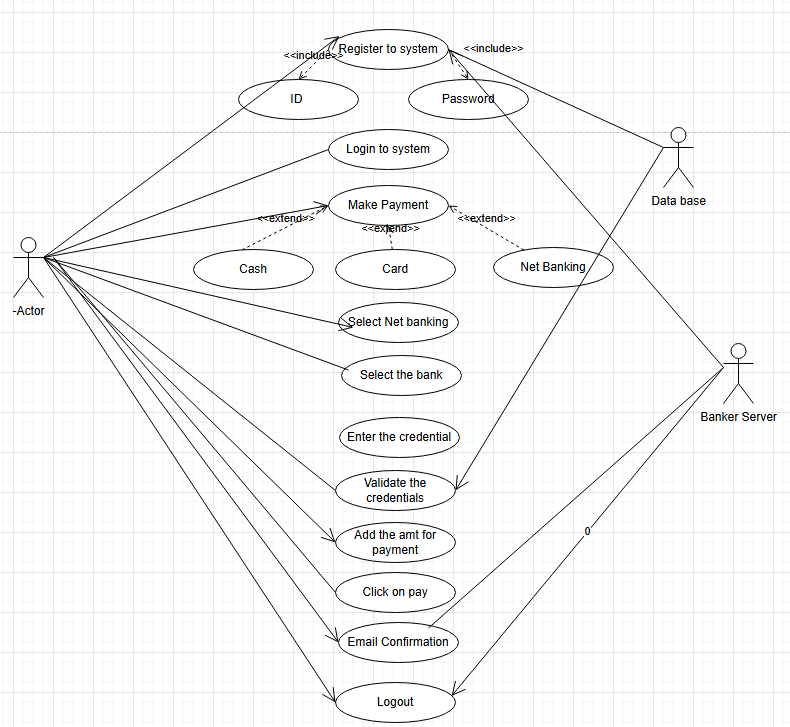 Register to system
<<include>>
<<include>>
ID
Password
Login to system
Data base
Make Payment
<<extend>>
<<extend>>
<<extend>>
Cash
Card
Net Banking
-Actor
Select Net banking
Select the bank
Banker Server
Enter the credential
Validate the
credentials
0
Add the amt for
payment
Click on pay
Email Confirmation
Logout